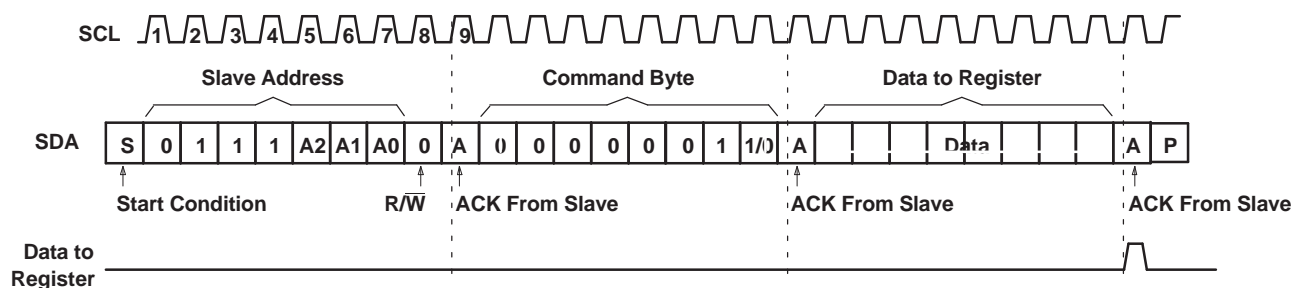 SCL 1 2 3 4 5 6 7 8 9
Slave Address Command Byte Data to Register
SDA S 0 1 1 1 A2 A1 A0 0 A 0 0 0 0 0 0 1 1/0 A Data A P
Start Condition R/W̅ ACK From Slave ACK From Slave ACK From Slave
Data to
Register